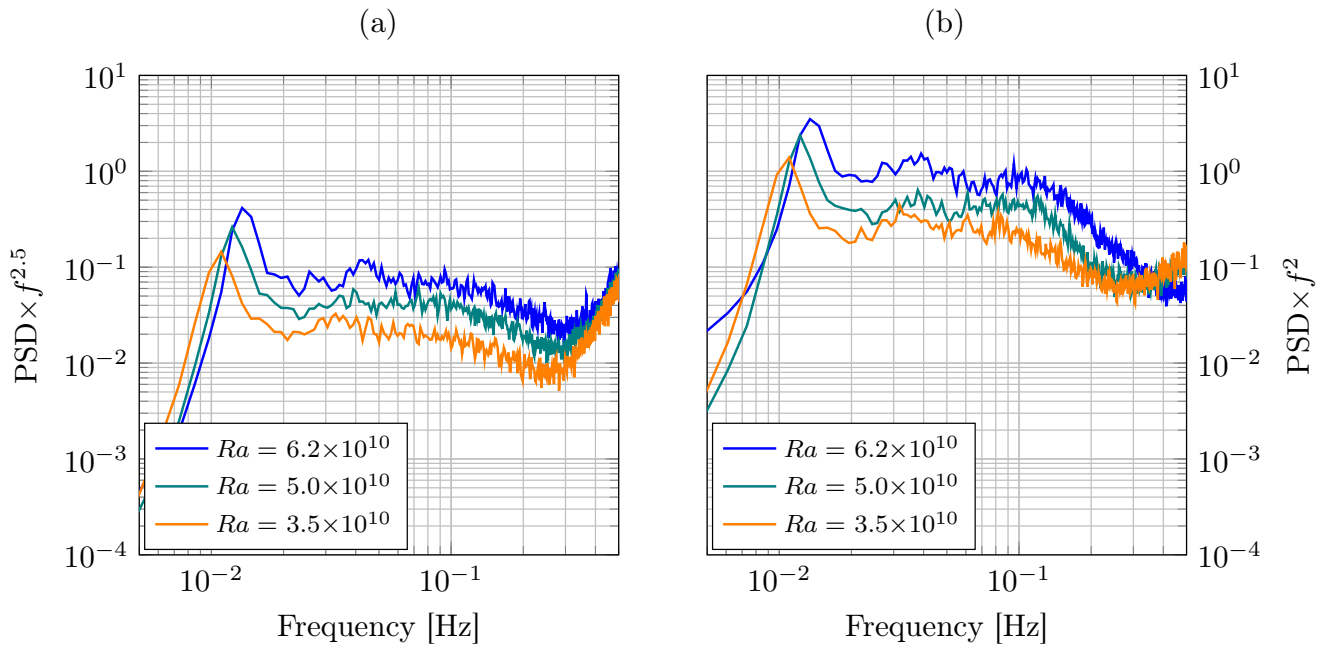 (a)
(b)
PSD×f^2.5
10^1
10^0
10^−1
10^−2
10^−3
10^−4
Ra = 6.2×10^10
Ra = 5.0×10^10
Ra = 3.5×10^10
10^−2
10^−1
Frequency [Hz]
Ra = 6.2×10^10
Ra = 5.0×10^10
Ra = 3.5×10^10
10^−2
10^−1
Frequency [Hz]
10^1
10^0
10^−1
10^−2
10^−3
10^−4
PSD×f^2